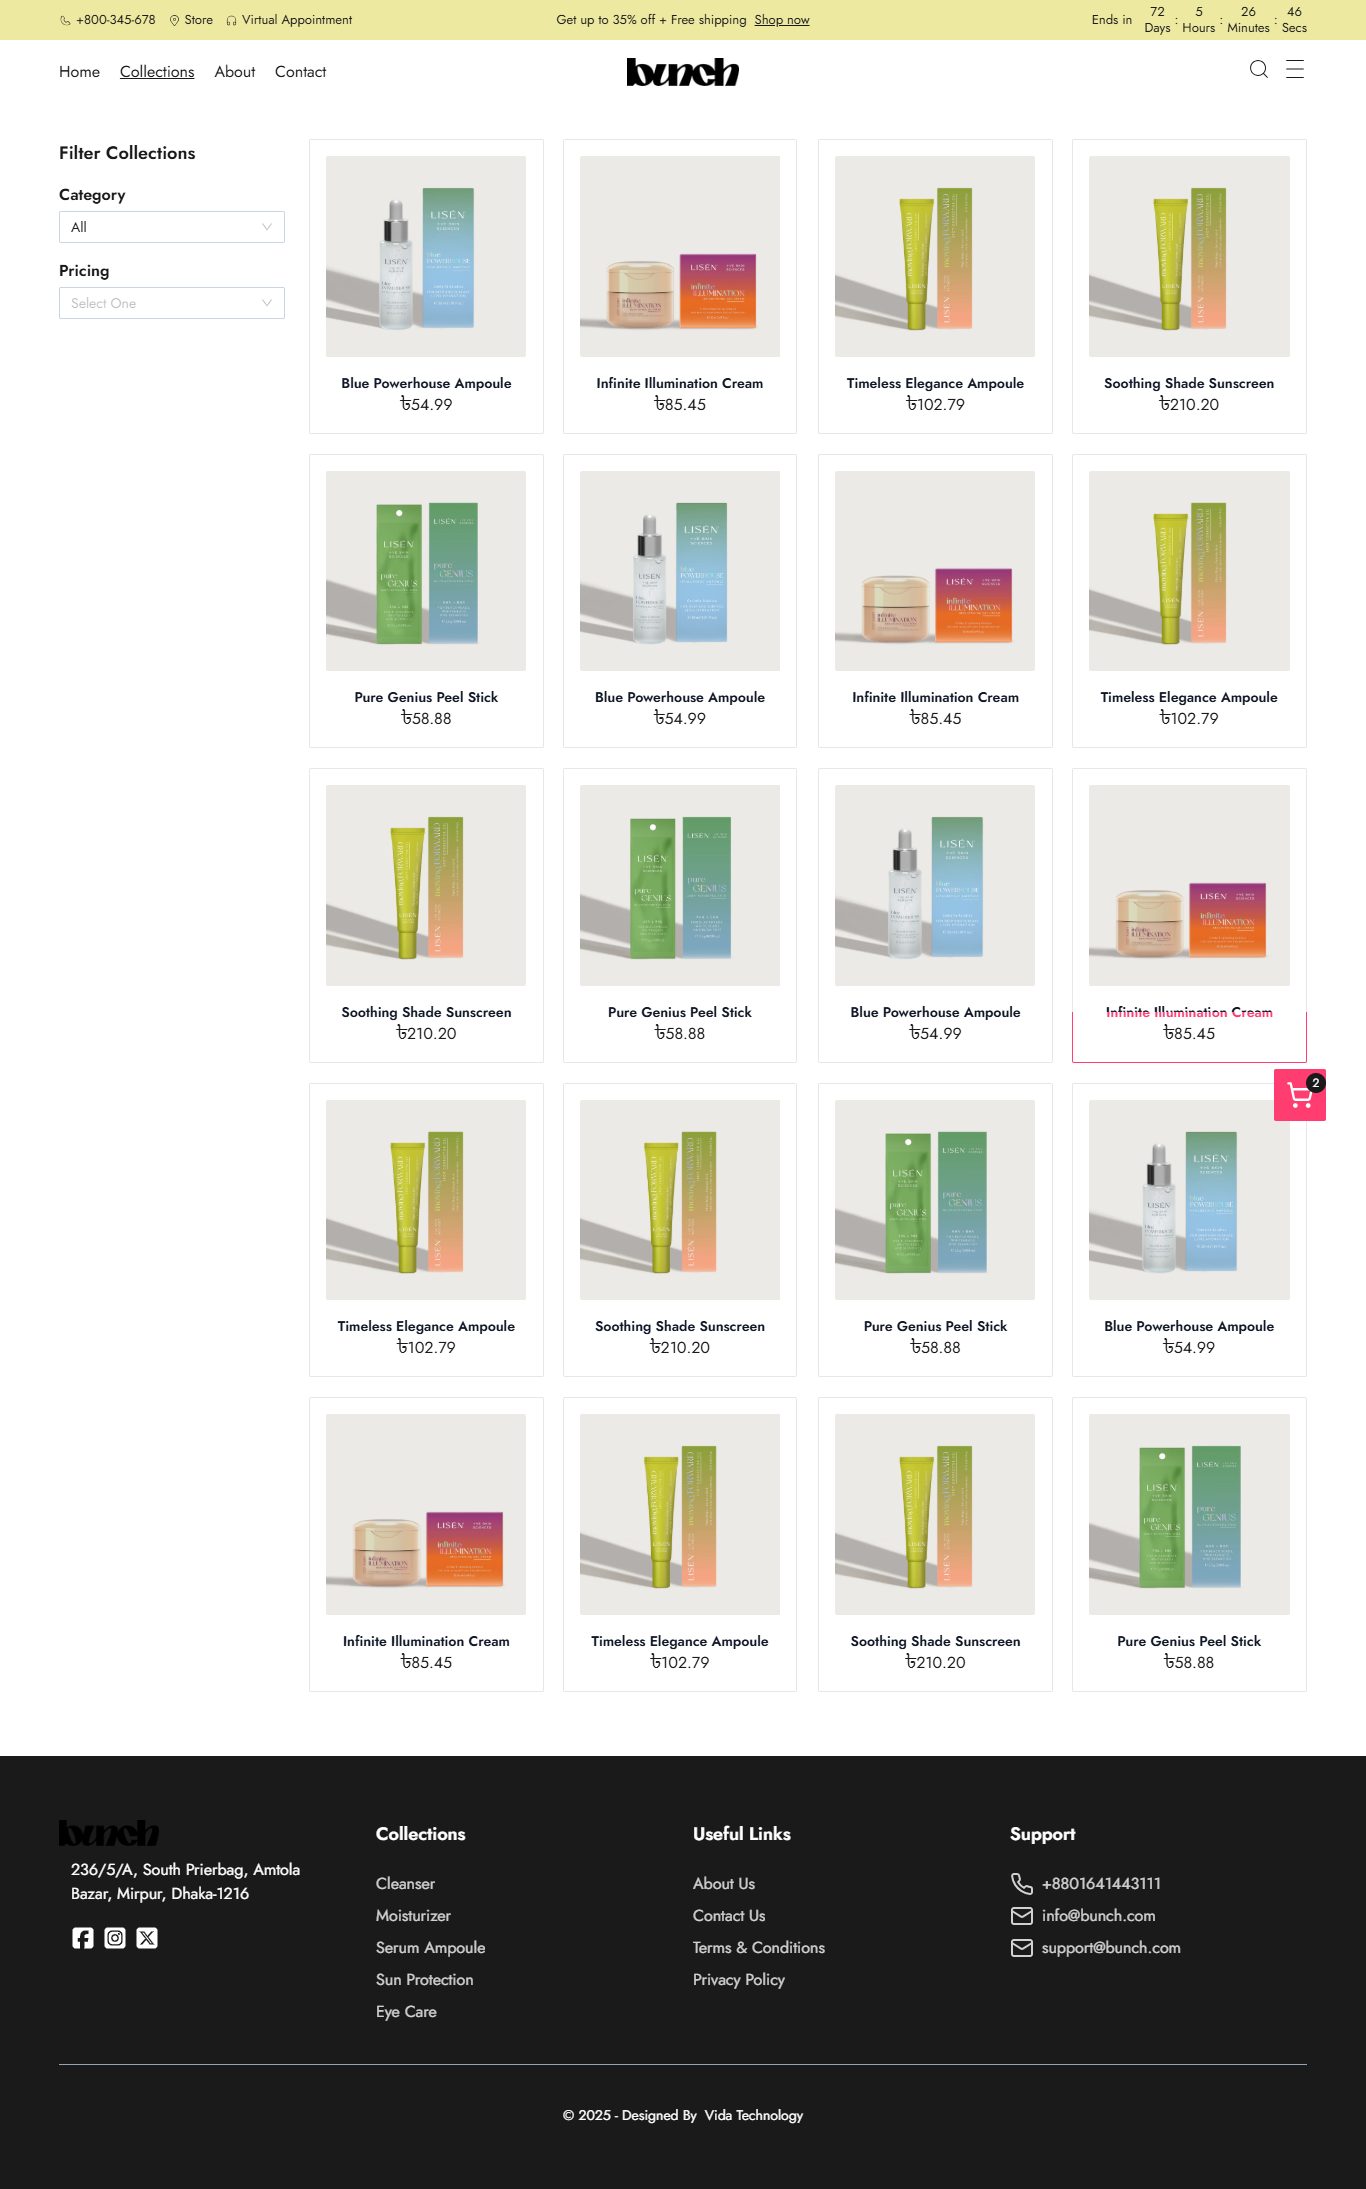 +800-345-678 Store Virtual Appointment
Get up to 35% off + Free shipping Shop now
Ends in 72 Days : 5 Hours : 26 Minutes : 46 Secs
Home Collections About Contact
bunch
Filter Collections
Category
All
Pricing
Select One
Blue Powerhouse Ampoule
৳54.99
Infinite Illumination Cream
৳85.45
Timeless Elegance Ampoule
৳102.79
Soothing Shade Sunscreen
৳210.20
Pure Genius Peel Stick
৳58.88
Blue Powerhouse Ampoule
৳54.99
Infinite Illumination Cream
৳85.45
Timeless Elegance Ampoule
৳102.79
Soothing Shade Sunscreen
৳210.20
Pure Genius Peel Stick
৳58.88
Blue Powerhouse Ampoule
৳54.99
Infinite Illumination Cream
৳85.45
2
Timeless Elegance Ampoule
৳102.79
Soothing Shade Sunscreen
৳210.20
Pure Genius Peel Stick
৳58.88
Blue Powerhouse Ampoule
৳54.99
Infinite Illumination Cream
৳85.45
Timeless Elegance Ampoule
৳102.79
Soothing Shade Sunscreen
৳210.20
Pure Genius Peel Stick
৳58.88
bunch
236/5/A, South Prierbag, Amtola
Bazar, Mirpur, Dhaka-1216
Collections
Cleanser
Moisturizer
Serum Ampoule
Sun Protection
Eye Care
Useful Links
About Us
Contact Us
Terms & Conditions
Privacy Policy
Support
+8801641443111
info@bunch.com
support@bunch.com
© 2025 - Designed By Vida Technology